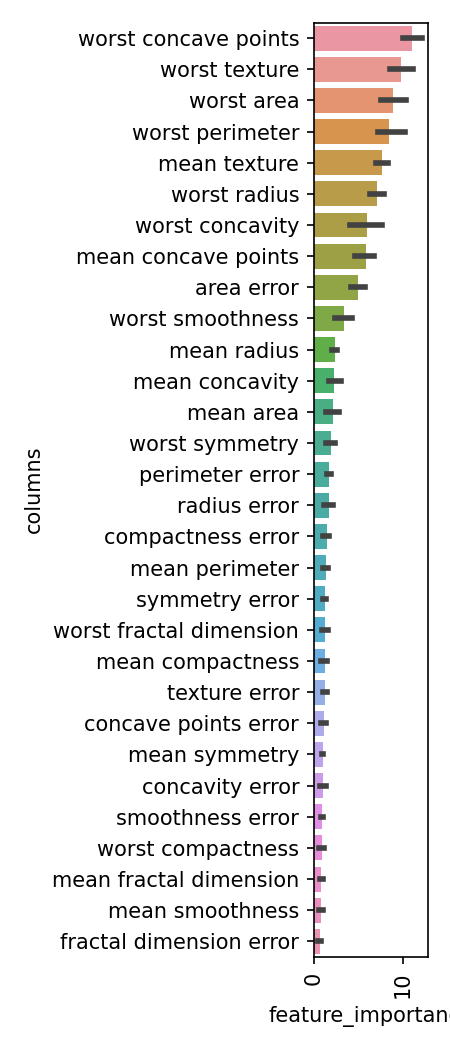 worst concave points
worst texture
worst area
worst perimeter
mean texture
worst radius
worst concavity
mean concave points
area error
worst smoothness
mean radius
mean concavity
mean area
worst symmetry
perimeter error
radius error
compactness error
mean perimeter
symmetry error
worst fractal dimension
mean compactness
texture error
concave points error
mean symmetry
concavity error
smoothness error
worst compactness
mean fractal dimension
mean smoothness
fractal dimension error
columns
0
10
feature_importan